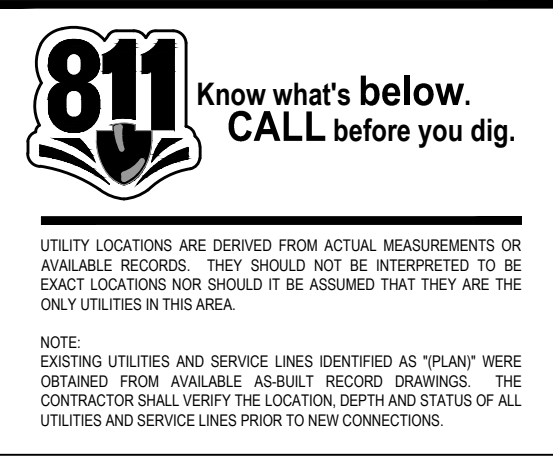 811
Know what's below.
CALL before you dig.
UTILITY LOCATIONS ARE DERIVED FROM ACTUAL MEASUREMENTS OR
AVAILABLE RECORDS. THEY SHOULD NOT BE INTERPRETED TO BE
EXACT LOCATIONS NOR SHOULD IT BE ASSUMED THAT THEY ARE THE
ONLY UTILITIES IN THIS AREA.
NOTE:
EXISTING UTILITIES AND SERVICE LINES IDENTIFIED AS "(PLAN)" WERE
OBTAINED FROM AVAILABLE AS-BUILT RECORD DRAWINGS. THE
CONTRACTOR SHALL VERIFY THE LOCATION, DEPTH AND STATUS OF ALL
UTILITIES AND SERVICE LINES PRIOR TO NEW CONNECTIONS.